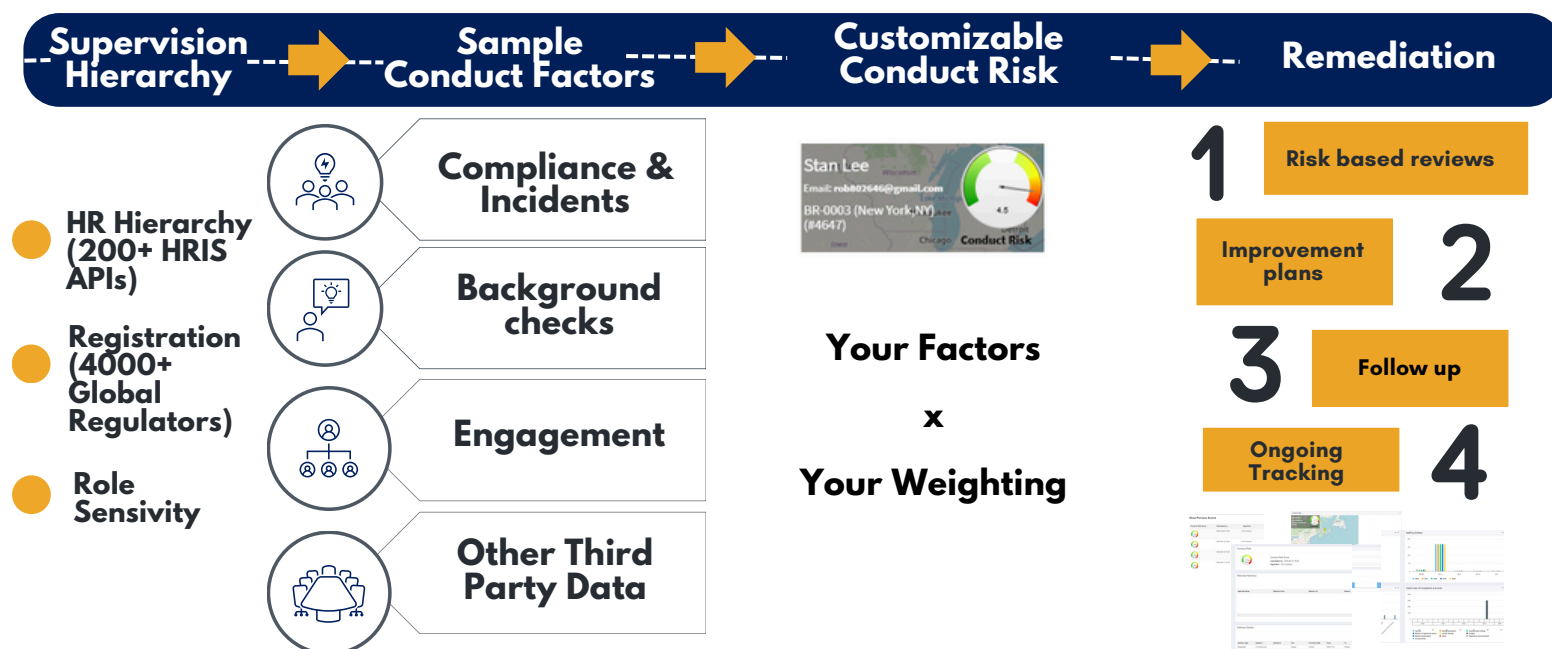 Supervision
Hierarchy
Sample
Conduct Factors
Customizable
Conduct Risk
Remediation
HR Hierarchy
(200+ HRIS
APIs)
Registration
(4000+
Global
Regulators)
Role
Sensivity
Compliance &
Incidents
Background
checks
Engagement
Other Third
Party Data
Stan Lee
Email: rob802646@gmail.com
BR-0003 (New York,NY)
(#4647)
4.5
Conduct Risk
Wisconsin
Iowa
Chicago
Detroit
Your Factors
x
Your Weighting
1
Risk based reviews
Improvement
plans
2
3
Follow up
Ongoing
Tracking
4